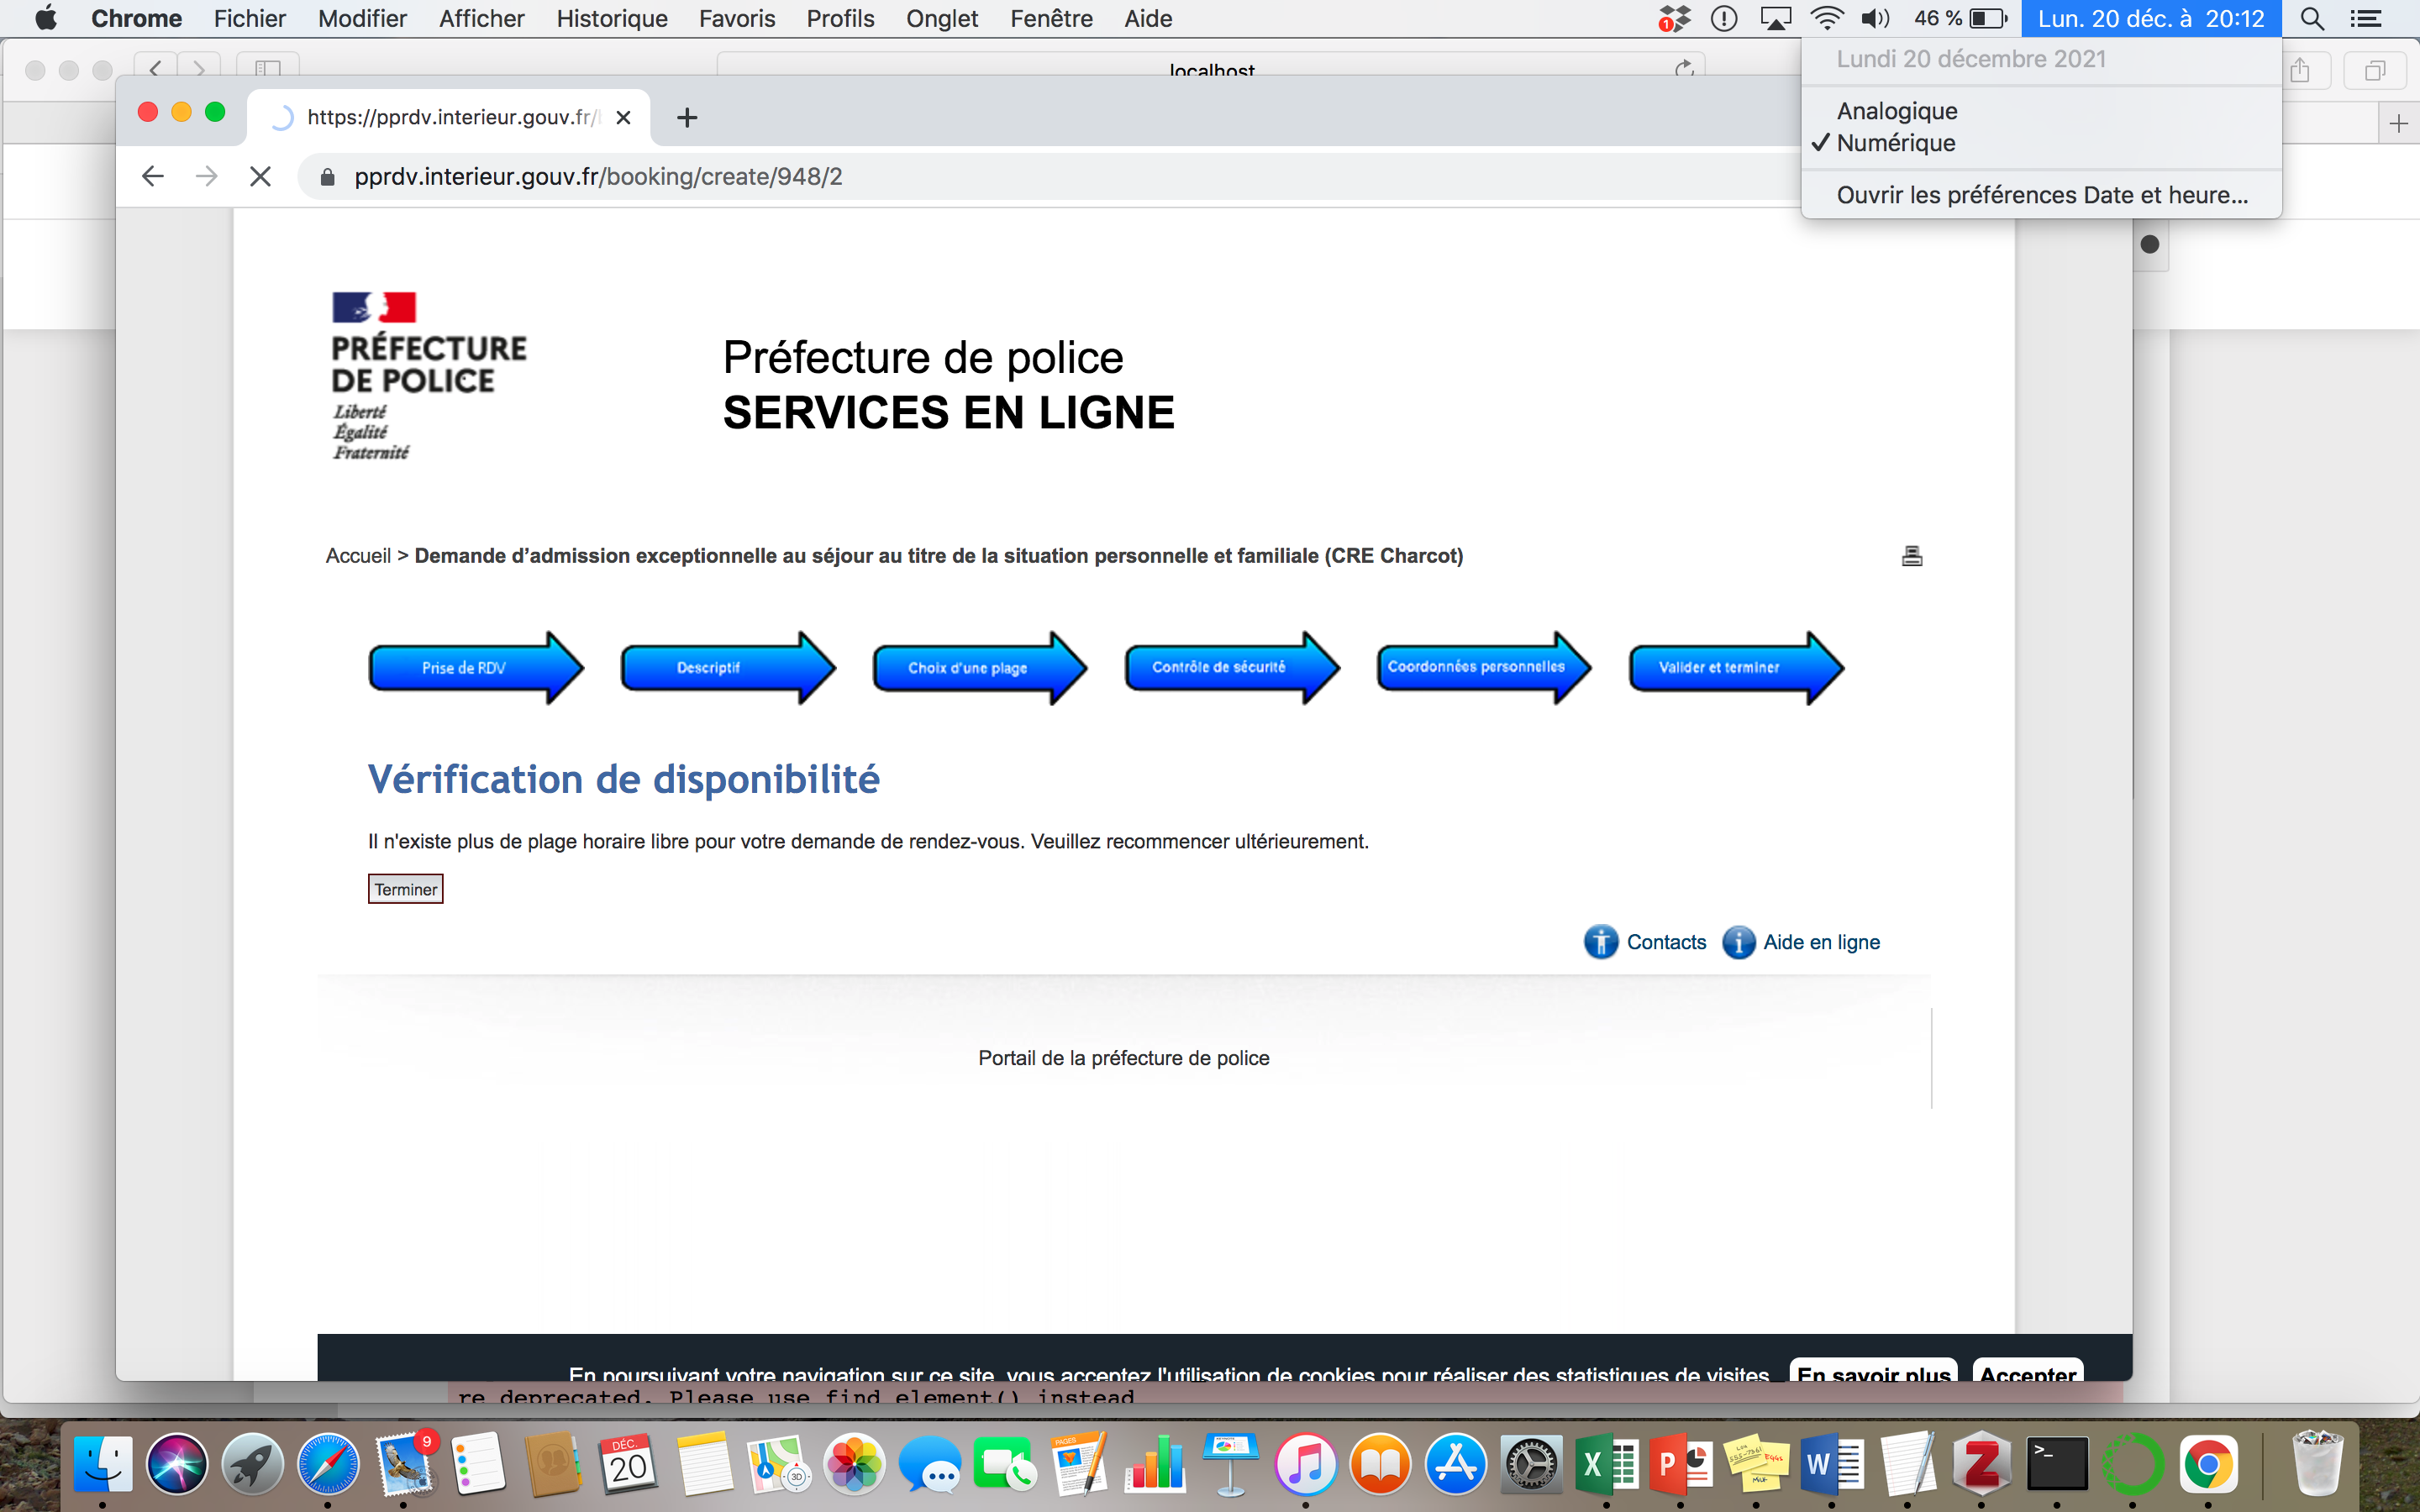 Chrome Fichier Modifier Afficher Historique Favoris Profils Onglet Fenêtre Aide 1 46 % Lun. 20 déc. à 20:12
localhost
Lundi 20 décembre 2021
Analogique
✓ Numérique
Ouvrir les préférences Date et heure...
https://pprdv.interieur.gouv.fr/
pprdv.interieur.gouv.fr/booking/create/948/2
PRÉFECTURE
DE POLICE
Liberté
Égalité
Fraternité
Préfecture de police
SERVICES EN LIGNE
Accueil > Demande d’admission exceptionnelle au séjour au titre de la situation personnelle et familiale (CRE Charcot)
Prise de RDV
Descriptif
Choix d'une plage
Contrôle de sécurité
Coordonnées personnelles
Valider et terminer
Vérification de disponibilité
Il n'existe plus de plage horaire libre pour votre demande de rendez-vous. Veuillez recommencer ultérieurement.
Terminer
Contacts
Aide en ligne
Portail de la préfecture de police
En poursuivant votre navigation sur ce site, vous acceptez l'utilisation de cookies pour réaliser des statistiques de visites. En savoir plus Accepter
re deprecated. Please use find_element() instead
9
DÉC.
20
3D
PAGES
X
P
W
Z
>_